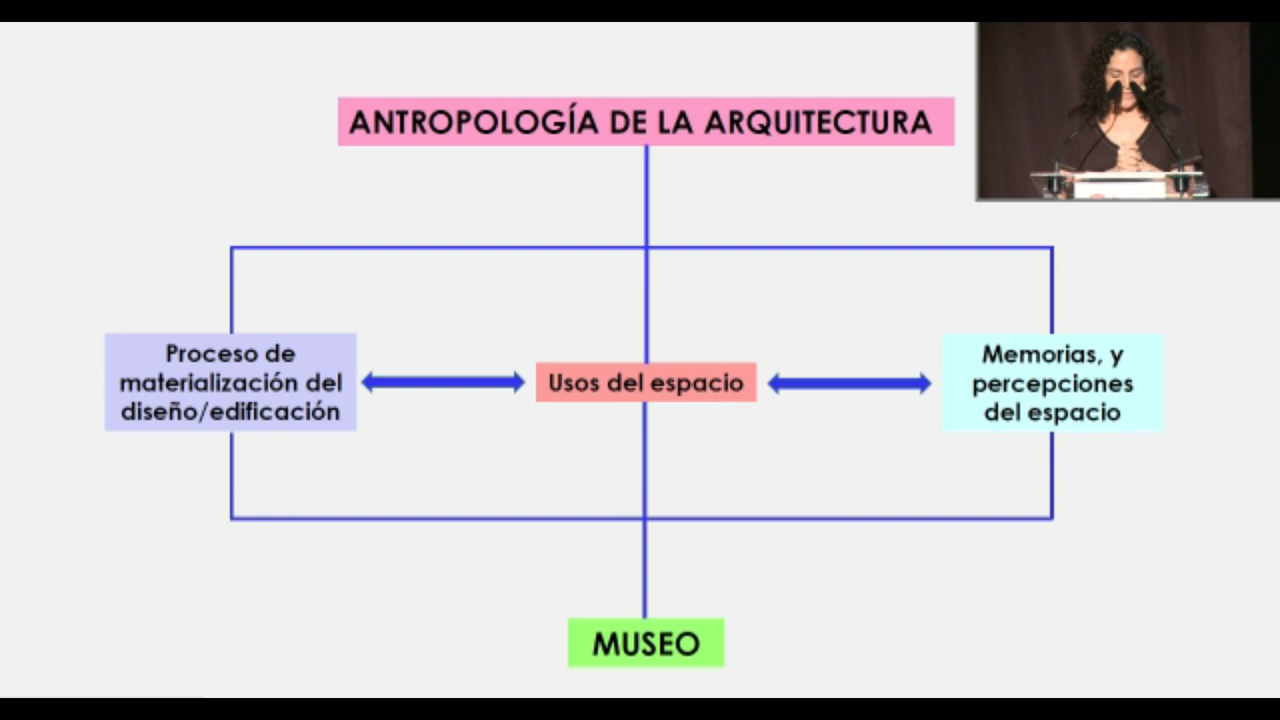 ANTROPOLOGÍA DE LA ARQUITECTURA
Proceso de
materialización del
diseño/edificación
Usos del espacio
Memorias, y
percepciones
del espacio
MUSEO